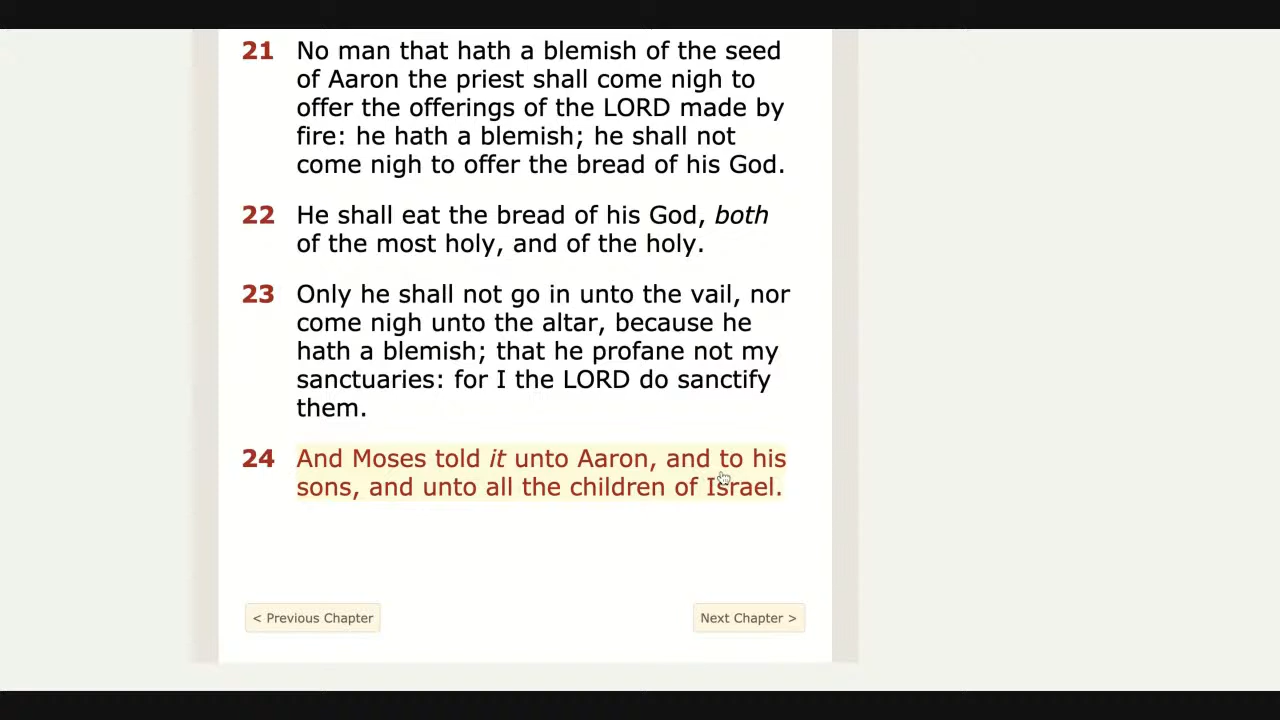 21 No man that hath a blemish of the seed
of Aaron the priest shall come nigh to
offer the offerings of the LORD made by
fire: he hath a blemish; he shall not
come nigh to offer the bread of his God.
22 He shall eat the bread of his God, both
of the most holy, and of the holy.
23 Only he shall not go in unto the vail, nor
come nigh unto the altar, because he
hath a blemish; that he profane not my
sanctuaries: for I the LORD do sanctify
them.
24 And Moses told it unto Aaron, and to his
sons, and unto all the children of Israel.
< Previous Chapter Next Chapter >